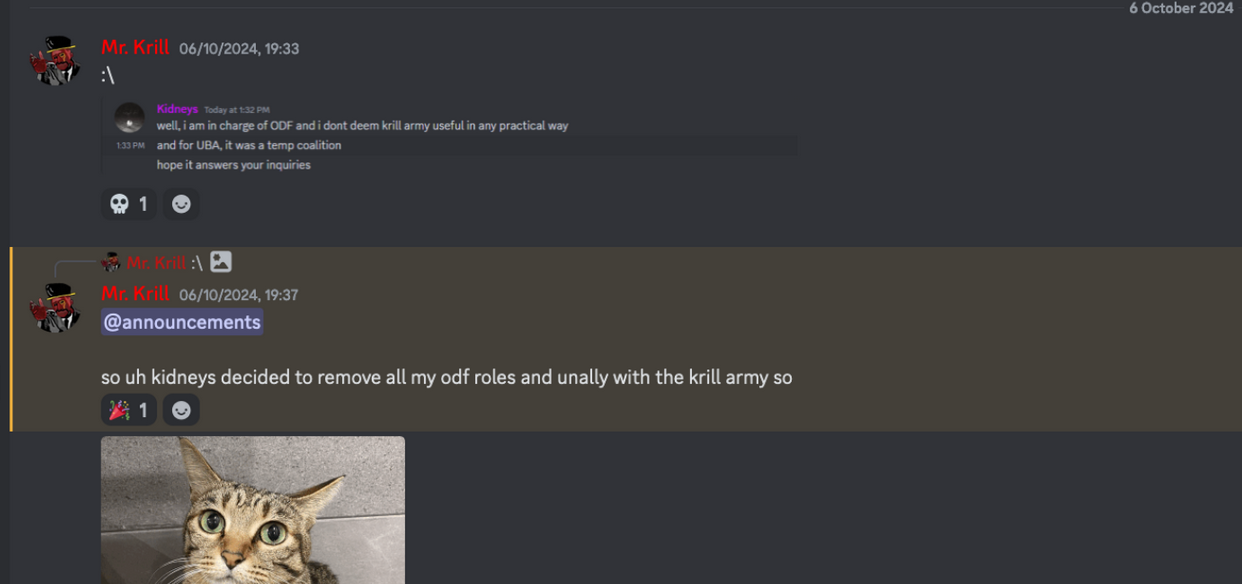 6 October 2024
Mr. Krill 06/10/2024, 19:33
:\
Kidneys Today at 1:32 PM
well, i am in charge of ODF and i dont deem krill army useful in any practical way
1:33 PM and for UBA, it was a temp coalition
hope it answers your inquiries
1
Mr. Krill :\
Mr. Krill 06/10/2024, 19:37
@announcements
so uh kidneys decided to remove all my odf roles and unally with the krill army so
1